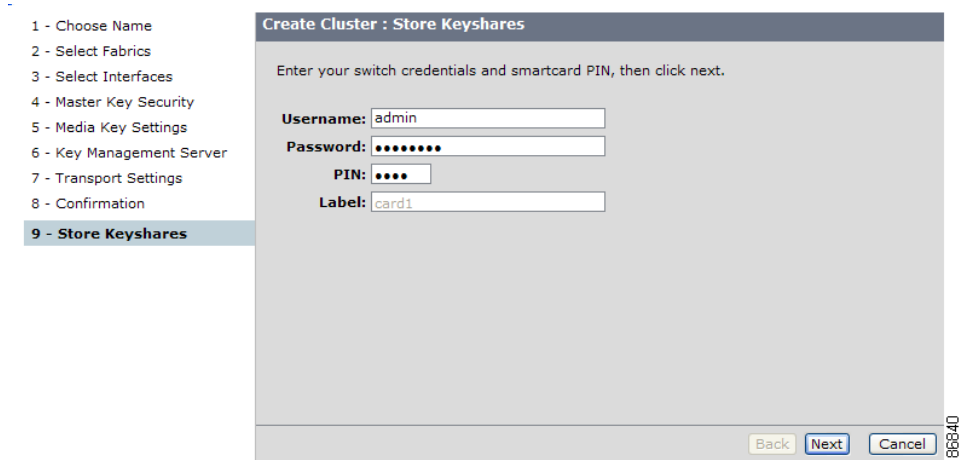 1 - Choose Name
2 - Select Fabrics
3 - Select Interfaces
4 - Master Key Security
5 - Media Key Settings
6 - Key Management Server
7 - Transport Settings
8 - Confirmation
9 - Store Keyshares
Create Cluster : Store Keyshares
Enter your switch credentials and smartcard PIN, then click next.
Username: admin
Password: ••••••••
PIN: ••••
Label: card1
Back Next Cancel
86840